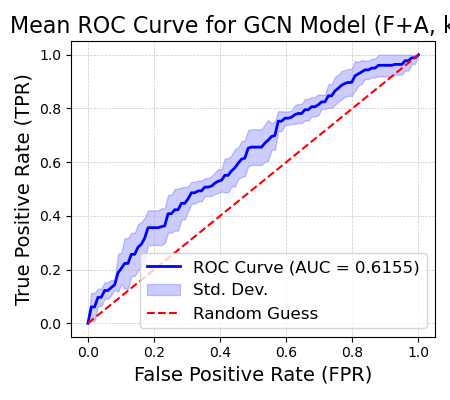 Mean ROC Curve for GCN Model (F+A,
True Positive Rate (TPR)
1.0
0.8
0.6
0.4
0.2
0.0
ROC Curve (AUC = 0.6155)
Std. Dev.
Random Guess
0.0 0.2 0.4 0.6 0.8 1.0
False Positive Rate (FPR)